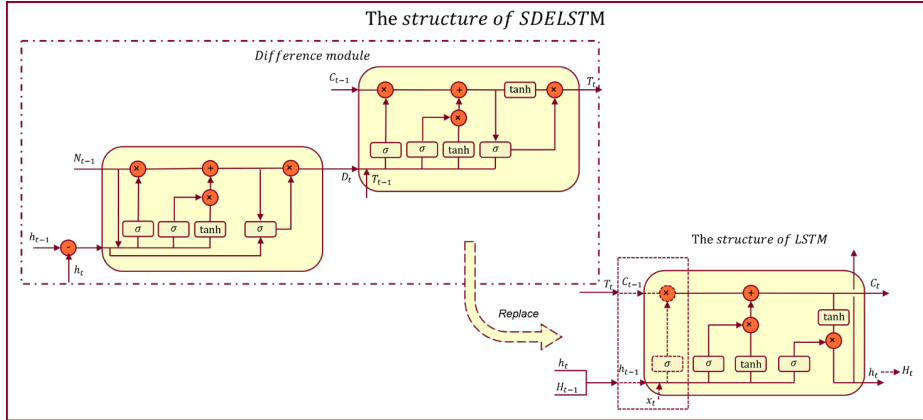 The structure of SDELSTM
Difference module
C_{t-1}
×
+
tanh
×
T_t
×
σ
σ
tanh
σ
N_{t-1}
×
+
×
D_t
T_{t-1}
×
σ
σ
tanh
σ
h_{t-1}
-
h_t
The structure of LSTM
T_t
C_{t-1}
×
+
C_t
tanh
Replace
×
×
h_t
h_{t-1}
σ
σ
tanh
σ
h_t
H_t
H_{t-1}
x_t